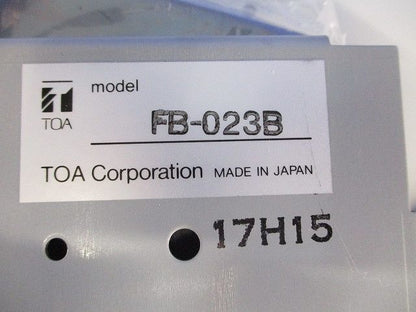 model
TOA
FB-023B
TOA Corporation MADE IN JAPAN
17H15